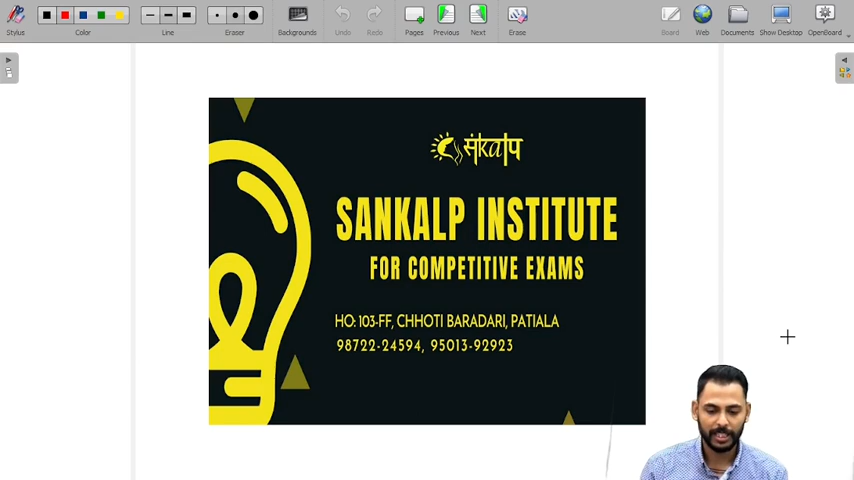 Stylus Color Line Eraser Backgrounds Undo Redo Pages Previous Next Erase Board Web Documents Show Desktop OpenBoard
संkaल्प
SANKALP INSTITUTE
FOR COMPETITIVE EXAMS
HO: 103-FF, CHHOTI BARADARI, PATIALA
98722-24594, 95013-92923